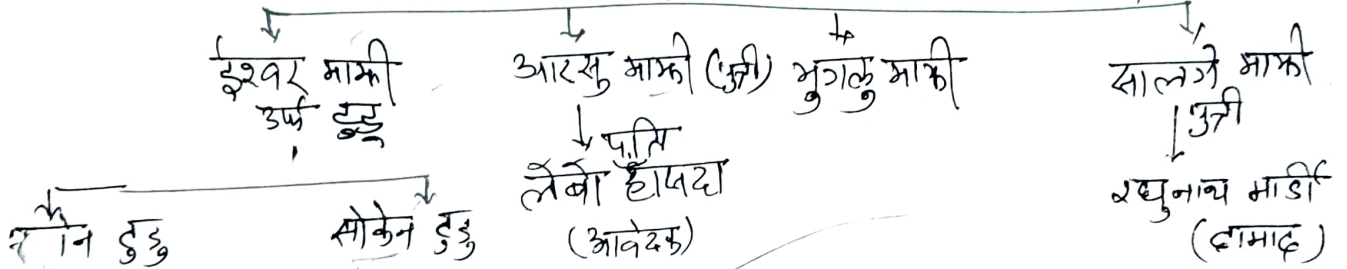 ईश्वर माझी आरसु माझी (पुत्री) भुगलु माझी सालगे माझी
उर्फ टुडू पुत्री
पति
लेबो हाँसदा रघुनाथ मार्डी
टुडु सोकेन टुडु (आवेदक) (दामाद)